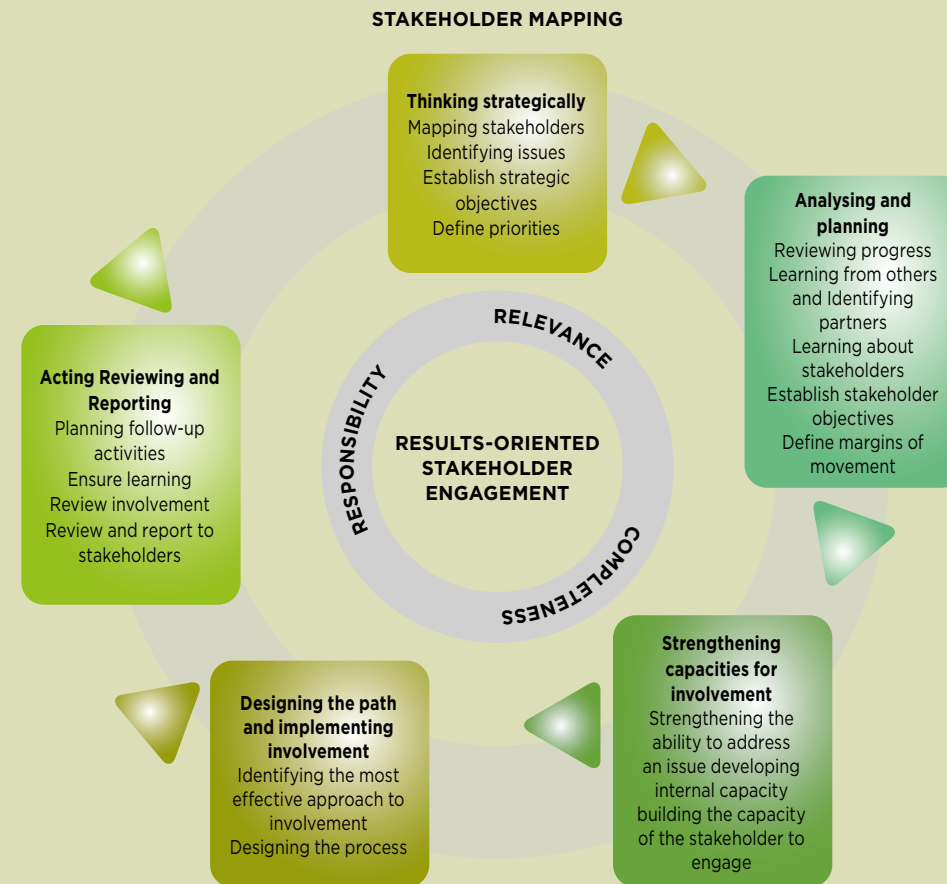 STAKEHOLDER MAPPING
Thinking strategically
Mapping stakeholders
Identifying issues
Establish strategic
objectives
Define priorities
Analysing and
planning
Reviewing progress
Learning from others
and Identifying
partners
Learning about
stakeholders
Establish stakeholder
objectives
Define margins of
movement
Strengthening
capacities for
involvement
Strengthening the
ability to address
an issue developing
internal capacity
building the capacity
of the stakeholder to
engage
Designing the path
and implementing
involvement
Identifying the most
effective approach to
involvement
Designing the process
Acting Reviewing and
Reporting
Planning follow-up
activities
Ensure learning
Review involvement
Review and report to
stakeholders
RELEVANCE
COMPLETENESS
RESPONSIBILITY
RESULTS-ORIENTED
STAKEHOLDER
ENGAGEMENT